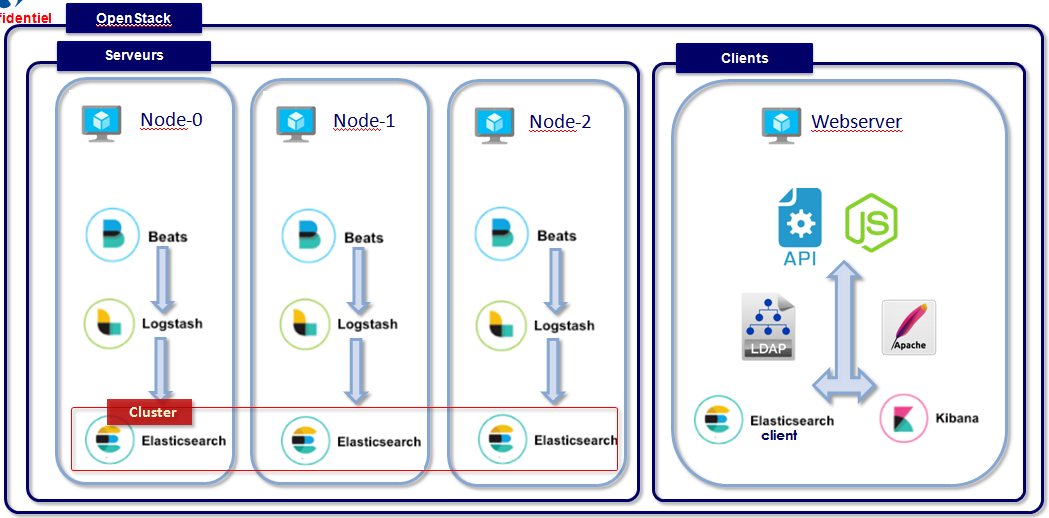 fidentiel
OpenStack
Serveurs
Clients
Node-0
Node-1
Node-2
Webserver
Beats
Beats
Beats
JS
API
Logstash
Logstash
Logstash
LDAP
Apache
Cluster
Elasticsearch
Elasticsearch
Elasticsearch
Elasticsearch
client
Kibana